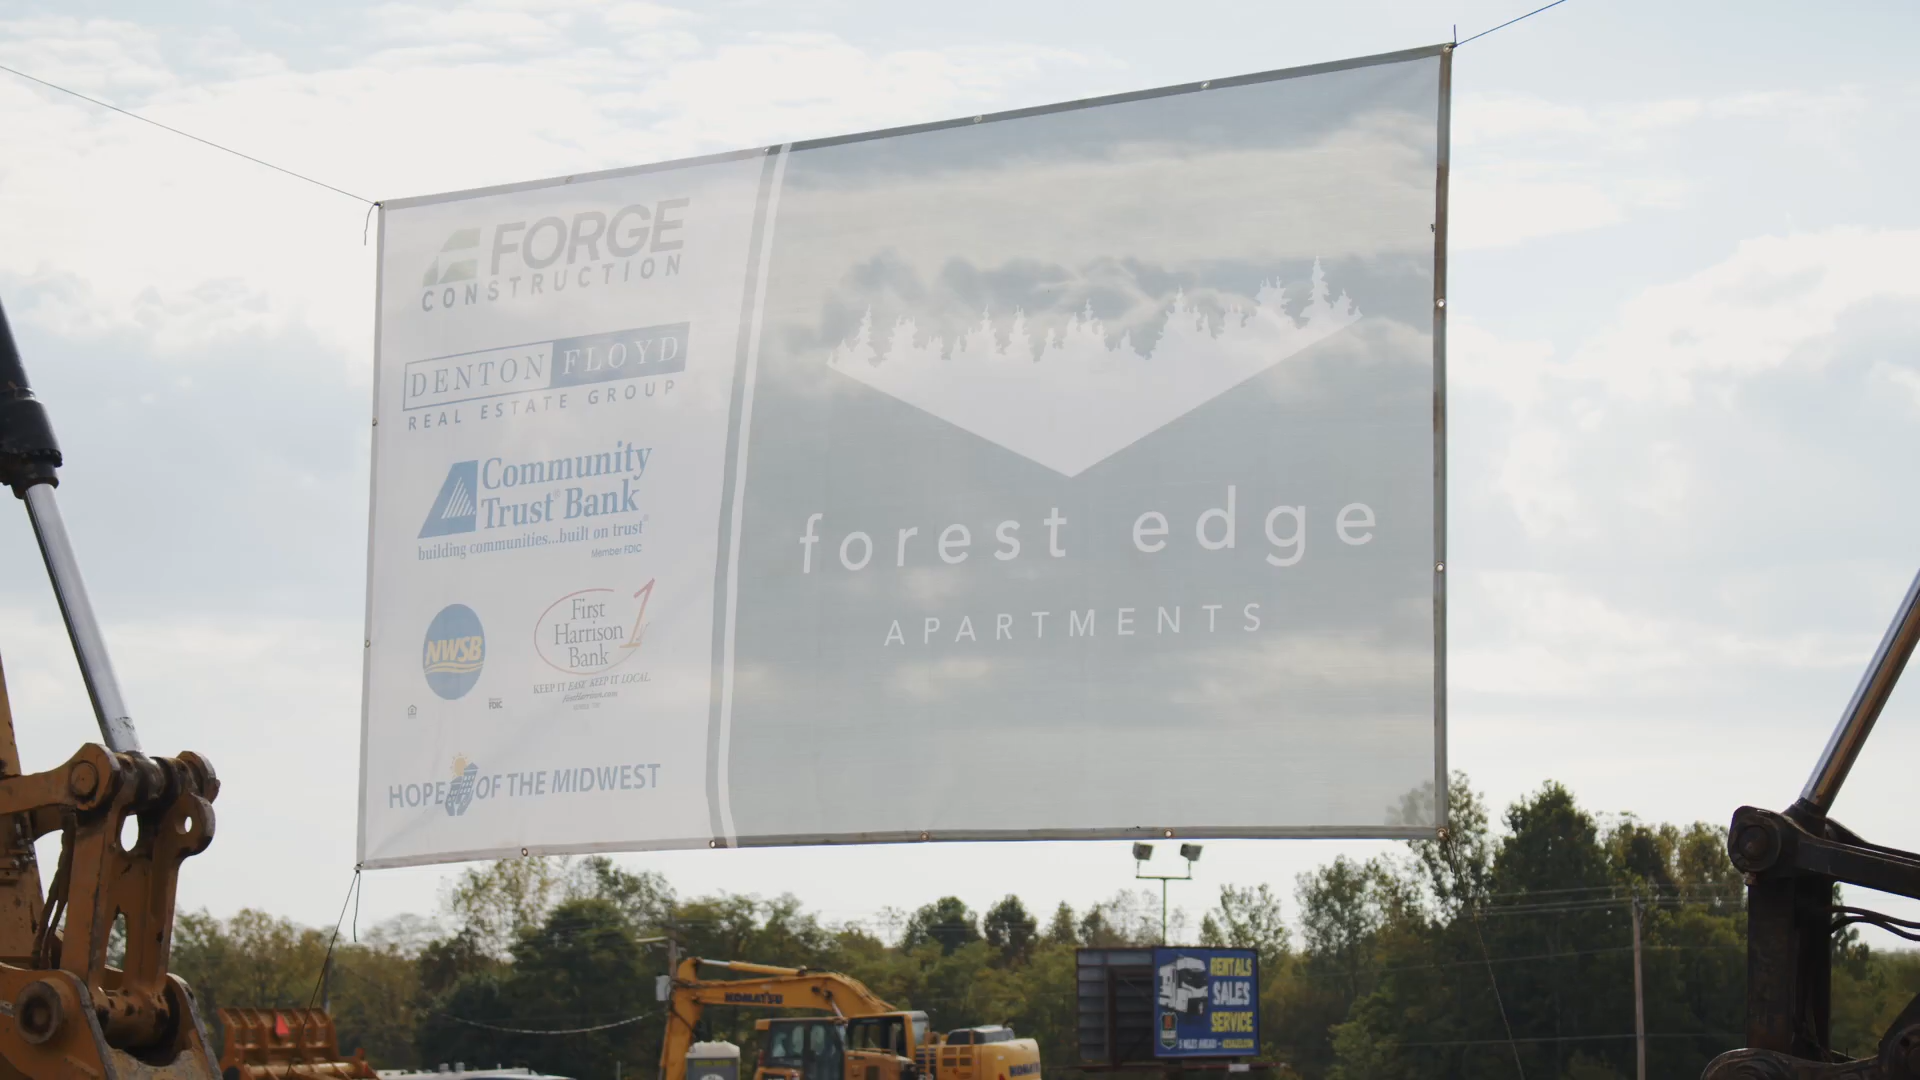 FORGE
CONSTRUCTION
DENTON FLOYD
REAL ESTATE GROUP
Community
Trust Bank
building communities...built on trust
Member FDIC
NWSB
FDIC
First
Harrison
Bank
1
KEEP IT EASY. KEEP IT LOCAL.
HOPE OF THE MIDWEST
forest edge
APARTMENTS
KOMATSU
RENTALS
SALES
SERVICE